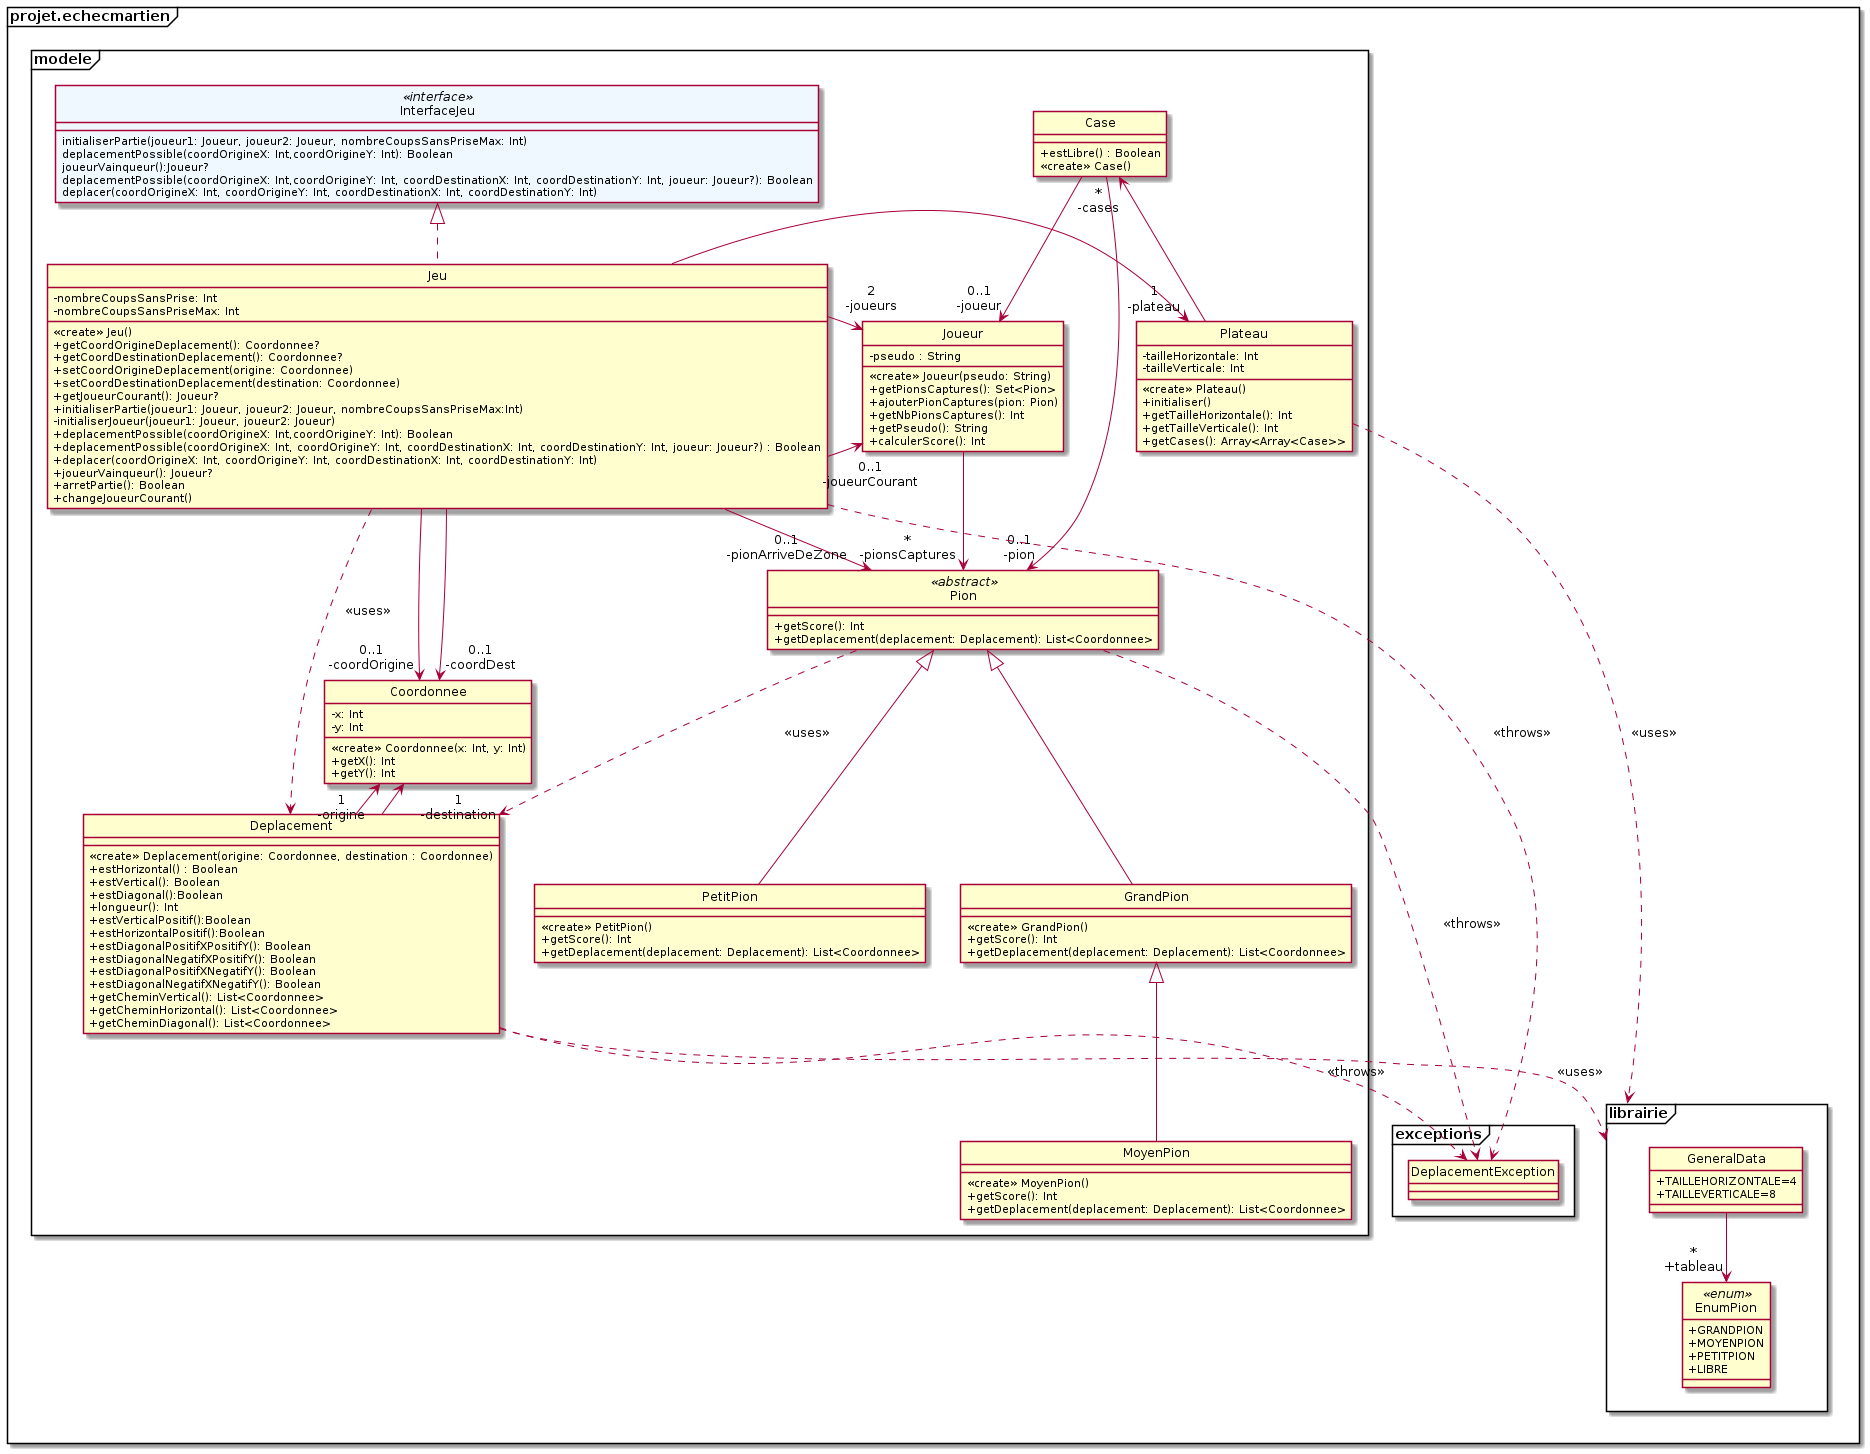 projet.echecmartien
modele
«interface»
InterfaceJeu
initialiserPartie(joueur1: Joueur, joueur2: Joueur, nombreCoupsSansPriseMax: Int)
deplacementPossible(coordOrigineX: Int,coordOrigineY: Int): Boolean
joueurVainqueur():Joueur?
deplacementPossible(coordOrigineX: Int,coordOrigineY: Int, coordDestinationX: Int, coordDestinationY: Int, joueur: Joueur?): Boolean
deplacer(coordOrigineX: Int, coordOrigineY: Int, coordDestinationX: Int, coordDestinationY: Int)
Case
+estLibre() : Boolean
«create» Case()
*
-cases
Jeu
-nombreCoupsSansPrise: Int
-nombreCoupsSansPriseMax: Int
«create» Jeu()
+getCoordOrigineDeplacement(): Coordonnee?
+getCoordDestinationDeplacement(): Coordonnee?
+setCoordOrigineDeplacement(origine: Coordonnee)
+setCoordDestinationDeplacement(destination: Coordonnee)
+getJoueurCourant(): Joueur?
+initialiserPartie(joueur1: Joueur, joueur2: Joueur, nombreCoupsSansPriseMax:Int)
-initialiserJoueur(joueur1: Joueur, joueur2: Joueur)
+deplacementPossible(coordOrigineX: Int,coordOrigineY: Int): Boolean
+deplacementPossible(coordOrigineX: Int, coordOrigineY: Int, coordDestinationX: Int, coordDestinationY: Int, joueur: Joueur?) : Boolean
+deplacer(coordOrigineX: Int, coordOrigineY: Int, coordDestinationX: Int, coordDestinationY: Int)
+joueurVainqueur(): Joueur?
+arretPartie(): Boolean
+changeJoueurCourant()
2
-joueurs
0..1
-joueur
1
-plateau
Joueur
-pseudo : String
«create» Joueur(pseudo: String)
+getPionsCaptures(): Set<Pion>
+ajouterPionCaptures(pion: Pion)
+getNbPionsCaptures(): Int
+getPseudo(): String
+calculerScore(): Int
Plateau
-tailleHorizontale: Int
-tailleVerticale: Int
«create» Plateau()
+initialiser()
+getTailleHorizontale(): Int
+getTailleVerticale(): Int
+getCases(): Array<Array<Case>>
0..1
-joueurCourant
0..1
-pionArriveDeZone
*
-pionsCaptures
0..1
-pion
«abstract»
Pion
+getScore(): Int
+getDeplacement(deplacement: Deplacement): List<Coordonnee>
«uses»
0..1
-coordOrigine
0..1
-coordDest
Coordonnee
-x: Int
-y: Int
«create» Coordonnee(x: Int, y: Int)
+getX(): Int
+getY(): Int
«uses»
«throws»
«uses»
1
-origine
1
-destination
Deplacement
«create» Deplacement(origine: Coordonnee, destination : Coordonnee)
+estHorizontal() : Boolean
+estVertical(): Boolean
+estDiagonal():Boolean
+longueur(): Int
+estVerticalPositif():Boolean
+estHorizontalPositif():Boolean
+estDiagonalPositifXPositifY(): Boolean
+estDiagonalNegatifXPositifY(): Boolean
+estDiagonalPositifXNegatifY(): Boolean
+estDiagonalNegatifXNegatifY(): Boolean
+getCheminVertical(): List<Coordonnee>
+getCheminHorizontal(): List<Coordonnee>
+getCheminDiagonal(): List<Coordonnee>
PetitPion
«create» PetitPion()
+getScore(): Int
+getDeplacement(deplacement: Deplacement): List<Coordonnee>
GrandPion
«create» GrandPion()
+getScore(): Int
+getDeplacement(deplacement: Deplacement): List<Coordonnee>
«throws»
«throws»
«uses»
MoyenPion
«create» MoyenPion()
+getScore(): Int
+getDeplacement(deplacement: Deplacement): List<Coordonnee>
exceptions
DeplacementException
librairie
GeneralData
+TAILLEHORIZONTALE=4
+TAILLEVERTICALE=8
*
+tableau
«enum»
EnumPion
+GRANDPION
+MOYENPION
+PETITPION
+LIBRE